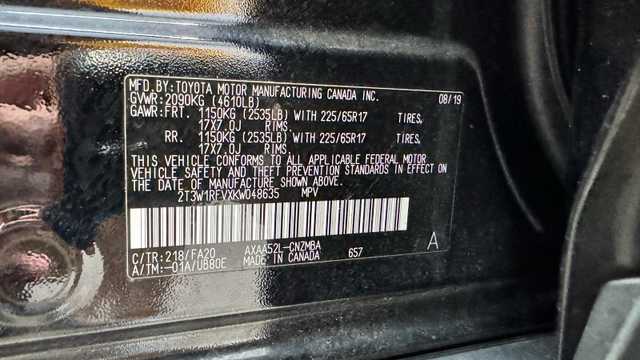 MFD.BY:TOYOTA MOTOR MANUFACTURING CANADA INC. 08/19
GVWR:2090KG (4610LB)
GAWR:FRT. 1150KG (2535LB) WITH 225/65R17 TIRES,
17X7.0J RIMS.
RR. 1150KG (2535LB) WITH 225/65R17 TIRES,
17X7.0J RIMS.
THIS VEHICLE CONFORMS TO ALL APPLICABLE FEDERAL MOTOR
VEHICLE SAFETY AND THEFT PREVENTION STANDARDS IN EFFECT
ON THE DATE OF MANUFACTURE SHOWN ABOVE.
2T3W1RFVXKW048635 MPV
C/TR:218/FA20 AXAA52L-CNZMBA A
A/TM:-01A/UB80E MADE IN CANADA 657